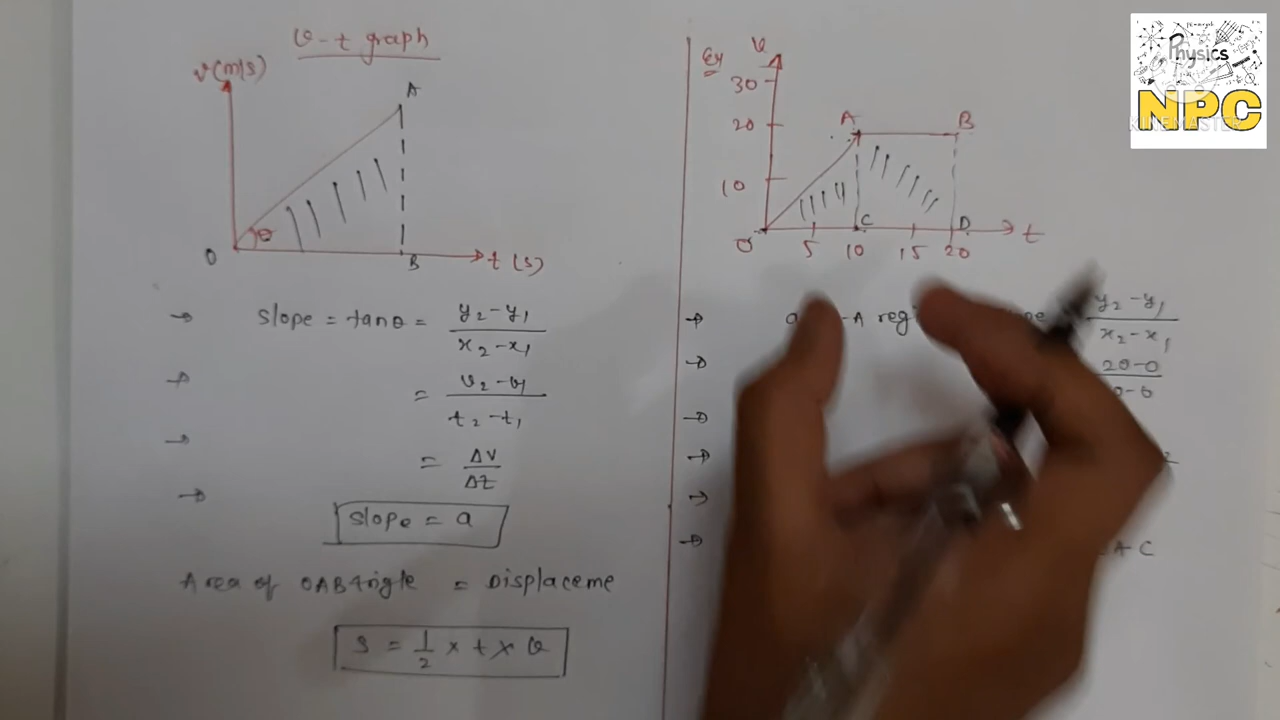 v-t graph
v(m/s)
A
O
θ
B
t (s)
→ slope = tanθ = y₂-y₁ / x₂-x₁
= v₂-v₁ / t₂-t₁
= Δv / Δt
slope = a
Area of OAB triangle = Displaceme
s = 1/2 × t × v
Ex
v
30
20
10
A
B
O
5
10
C
15
20
D
t
-A
y₂-y₁ / x₂-x₁
20-0
A C
Physics
NPC
KINEMASTER